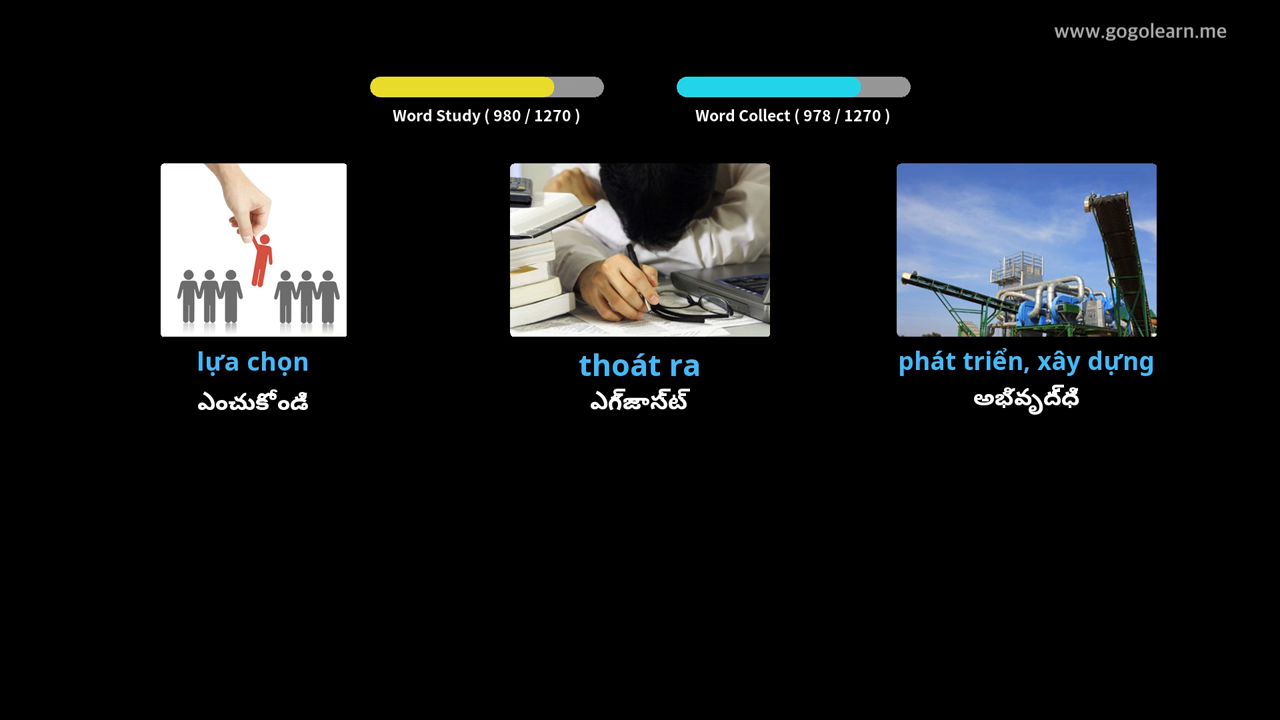 www.gogolearn.me
Word Study ( 980 / 1270 )
Word Collect ( 978 / 1270 )
lựa chọn
thoát ra
phát triển, xây dựng
ఎంచుకోండి
ఎగ్జాస్ట్
అభివృద్ధి